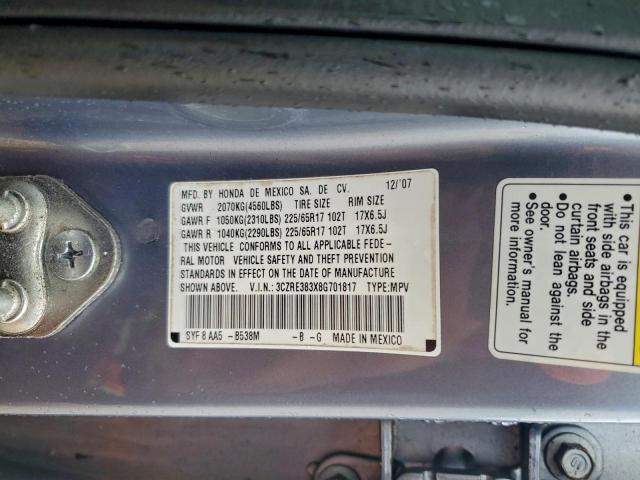 MFD. BY HONDA DE MEXICO SA. DE CV. 12/'07
GVWR 2070KG(4560LBS) TIRE SIZE RIM SIZE
GAWR F 1050KG(2310LBS) 225/65R17 102T 17X6.5J
GAWR R 1040KG(2290LBS) 225/65R17 102T 17X6.5J
THIS VEHICLE CONFORMS TO ALL APPLICABLE FEDE-
RAL MOTOR VEHICLE SAFETY AND THEFT PREVENTION
STANDARDS IN EFFECT ON THE DATE OF MANUFACTURE
SHOWN ABOVE. V.I.N.: 3CZRE383X8G701817 TYPE:MPV
SYF 8 AA5 -B538M -B -G MADE IN MEXICO
•This car is equipped
with side airbags in the
front seats and side
curtain airbags.
•Do not lean against the
door.
•See owner's manual for
more information.